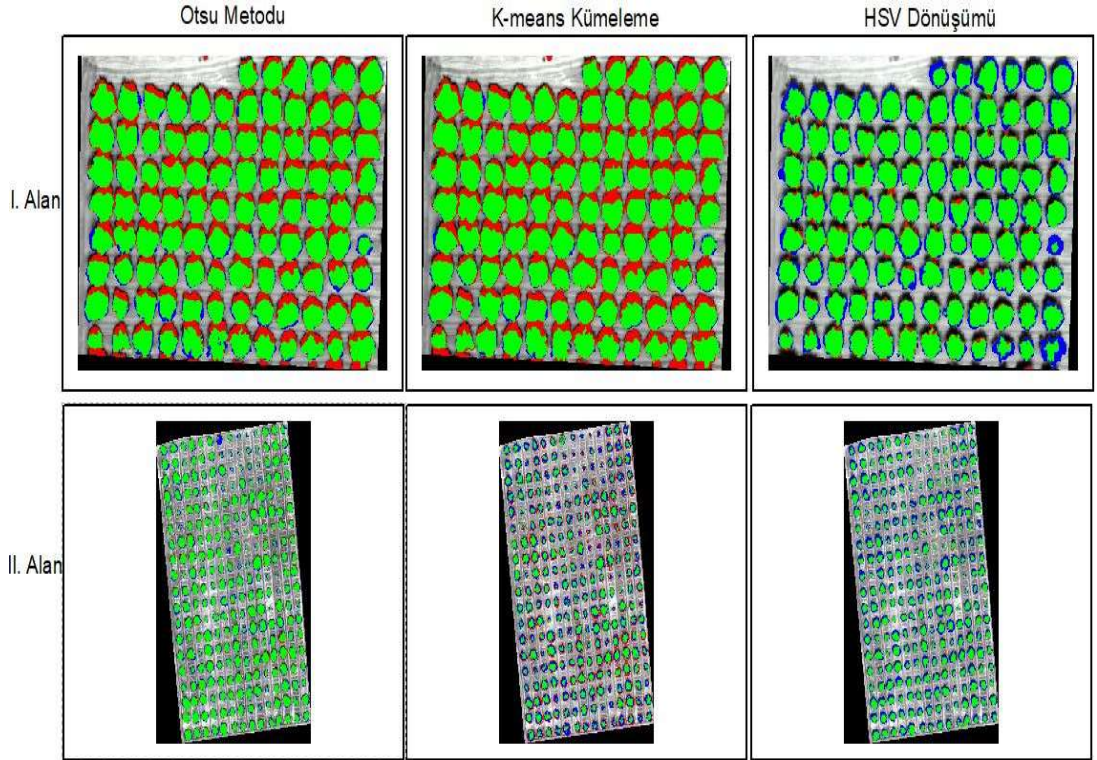 Otsu Metodu
K-means Kümeleme
HSV Dönüşümü
I. Alan
II. Alan